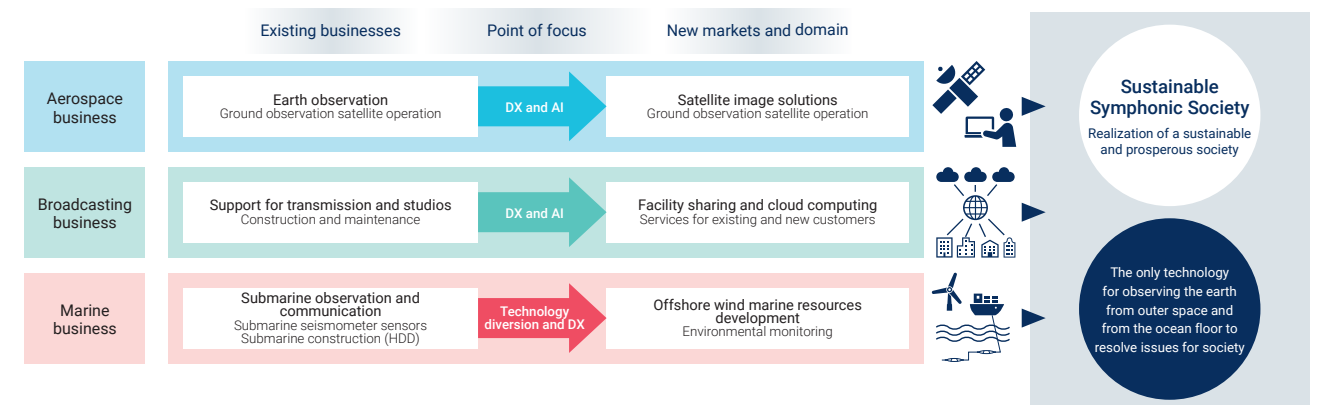 Existing businesses
Point of focus
New markets and domain
Aerospace
business
Earth observation
Ground observation satellite operation
DX and AI
Satellite image solutions
Ground observation satellite operation
Broadcasting
business
Support for transmission and studios
Construction and maintenance
DX and AI
Facility sharing and cloud computing
Services for existing and new customers
Marine
business
Submarine observation and
communication
Submarine seismometer sensors
Submarine construction (HDD)
Technology
diversion and DX
Offshore wind marine resources
development
Environmental monitoring
Sustainable
Symphonic Society
Realization of a sustainable
and prosperous society
The only technology
for observing the earth
from outer space and
from the ocean floor to
resolve issues for society